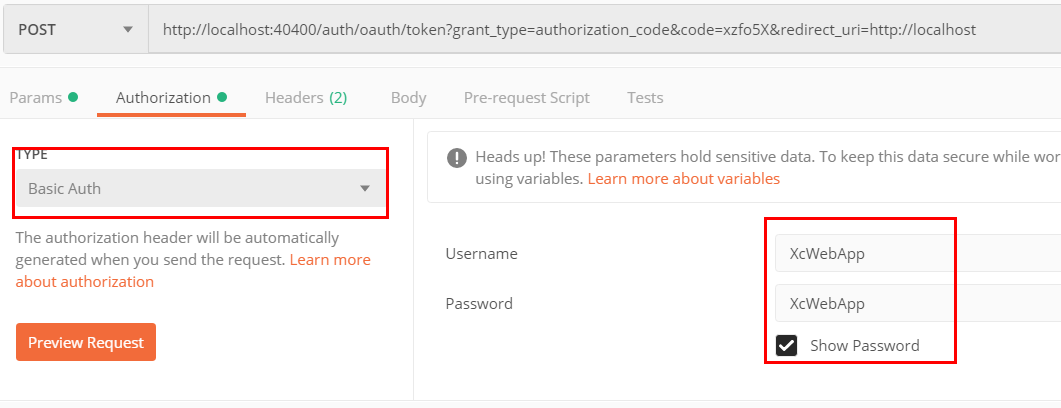 POST http://localhost:40400/auth/oauth/token?grant_type=authorization_code&code=xzfo5X&redirect_uri=http://localhost
Params Authorization Headers (2) Body Pre-request Script Tests
TYPE
Basic Auth
The authorization header will be automatically
generated when you send the request. Learn more
about authorization
Preview Request
Heads up! These parameters hold sensitive data. To keep this data secure while wor
using variables. Learn more about variables
Username XcWebApp
Password XcWebApp
Show Password